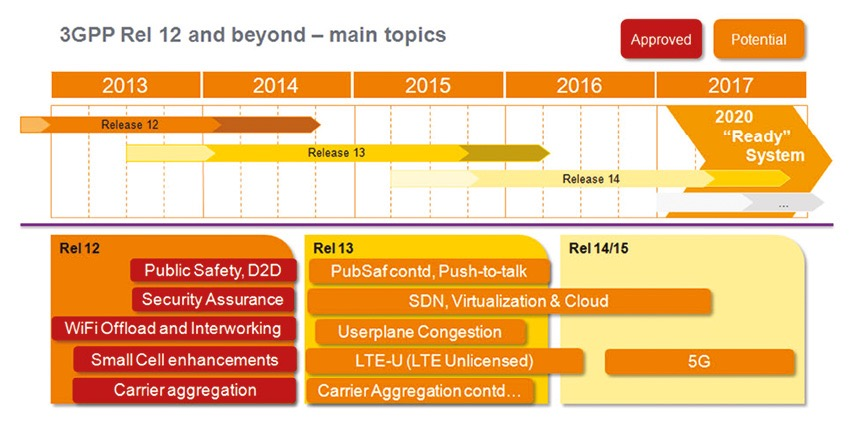 3GPP Rel 12 and beyond – main topics
Approved
Potential
2013
2014
2015
2016
2017
Release 12
Release 13
Release 14
2020
“Ready”
System
...
Rel 12
Public Safety, D2D
Security Assurance
WiFi Offload and Interworking
Small Cell enhancements
Carrier aggregation
Rel 13
PubSaf contd, Push-to-talk
SDN, Virtualization & Cloud
Userplane Congestion
LTE-U (LTE Unlicensed)
Carrier Aggregation contd...
Rel 14/15
5G